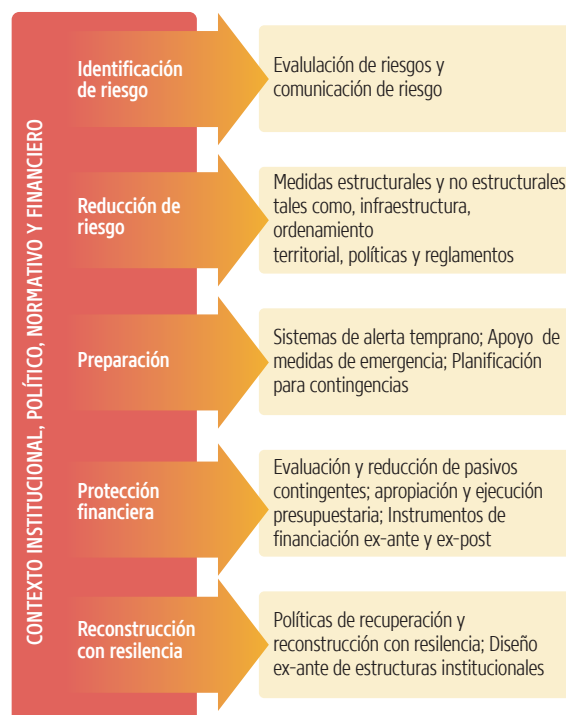 CONTEXTO INSTITUCIONAL, POLÍTICO, NORMATIVO Y FINANCIERO
Identificación
de riesgo
Evalulación de riesgos y
comunicación de riesgo
Reducción de
riesgo
Medidas estructurales y no estructurales
tales como, infraestructura,
ordenamiento
territorial, políticas y reglamentos
Preparación
Sistemas de alerta temprano; Apoyo de
medidas de emergencia; Planificación
para contingencias
Protección
financiera
Evaluación y reducción de pasivos
contingentes; apropiación y ejecución
presupuestaria; Instrumentos de
financiación ex-ante y ex-post
Reconstrucción
con resilencia
Políticas de recuperación y
reconstrucción con resilencia; Diseño
ex-ante de estructuras institucionales